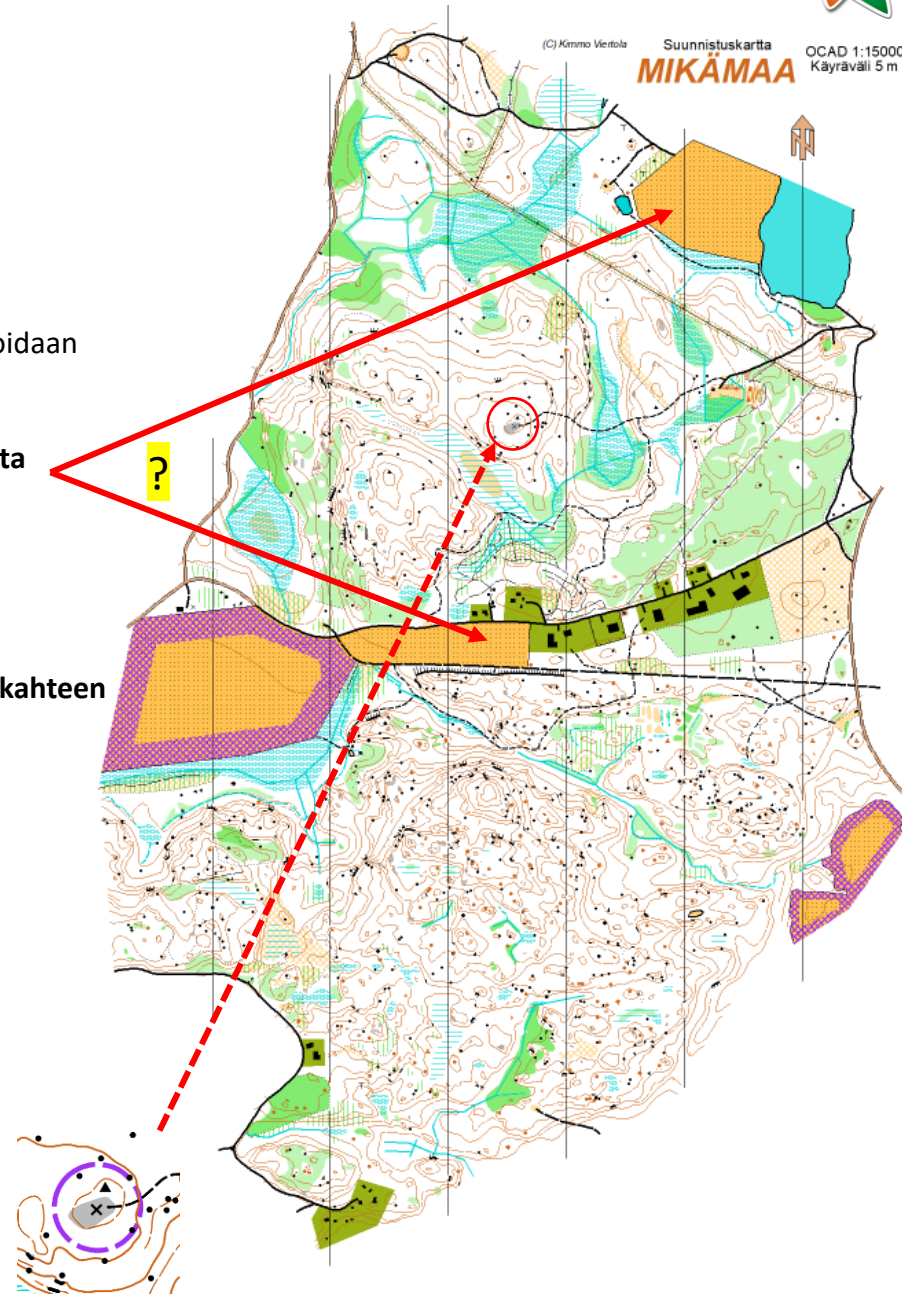 (C) Kimmo Viertola
Suunnistuskartta
MIKÄMAA
OCAD 1:15000
Käyräväli 5 m
N
oidaan
ta
?
kahteen